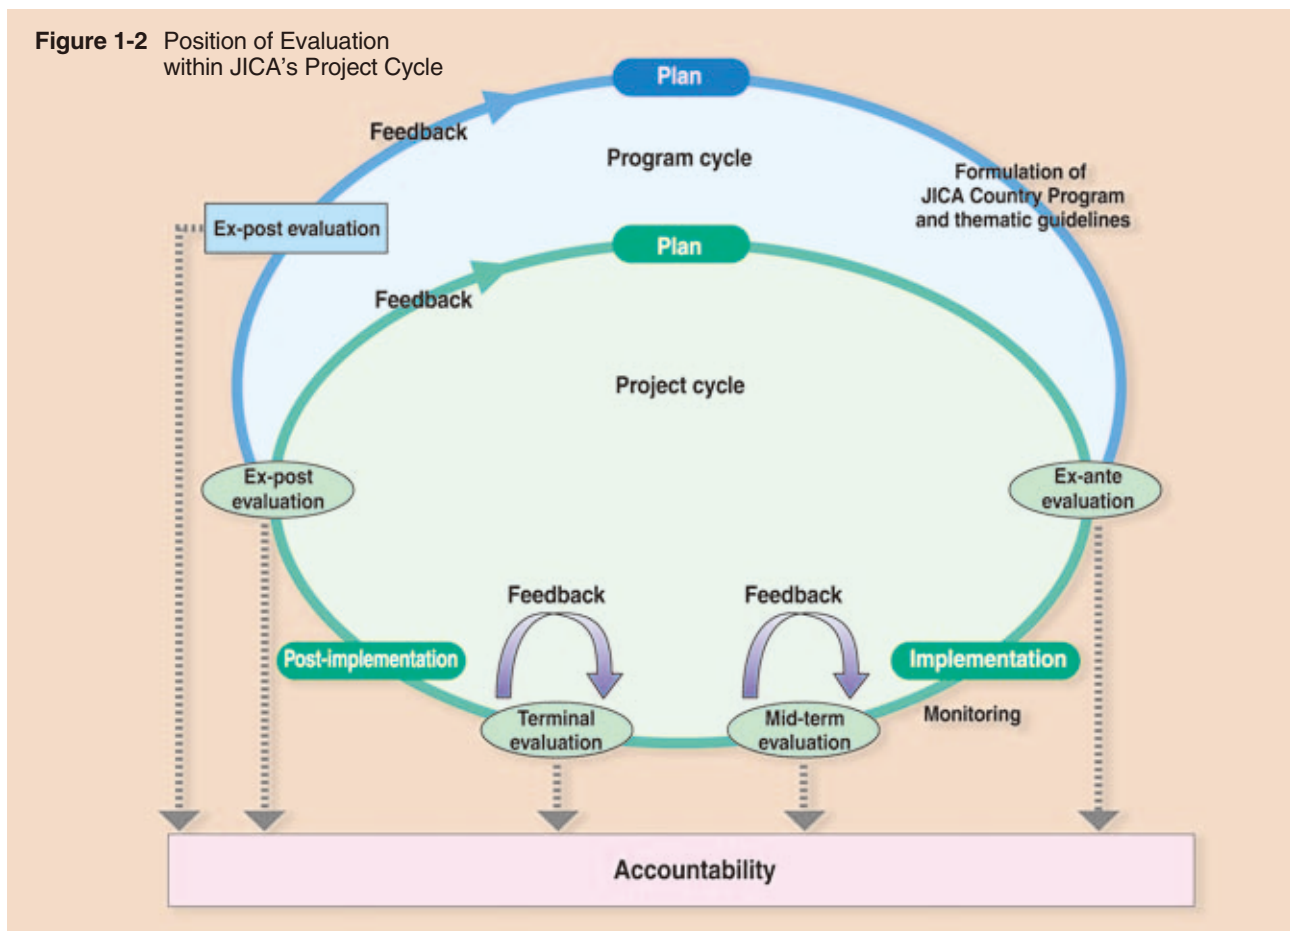 Figure 1-2 Position of Evaluation
within JICA's Project Cycle
Plan
Feedback
Program cycle
Formulation of
JICA Country Program
and thematic guidelines
Ex-post evaluation
Plan
Feedback
Project cycle
Ex-post
evaluation
Ex-ante
evaluation
Feedback
Feedback
Post-implementation
Implementation
Terminal
evaluation
Mid-term
evaluation
Monitoring
Accountability